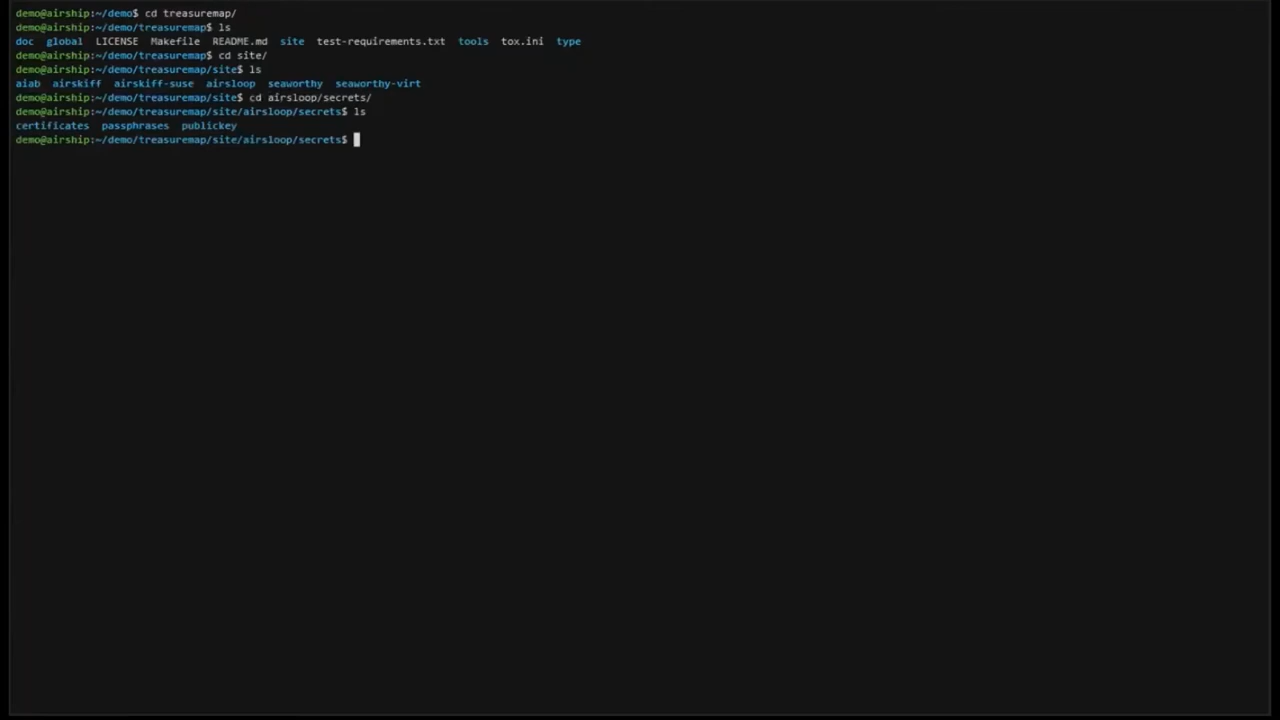 demo@airship:~/demo$ cd treasuremap/
demo@airship:~/demo/treasuremap$ ls
doc global LICENSE Makefile README.md site test-requirements.txt tools tox.ini type
demo@airship:~/demo/treasuremap$ cd site/
demo@airship:~/demo/treasuremap/site$ ls
aiab airskiff airskiff-suse airsloop seaworthy seaworthy-virt
demo@airship:~/demo/treasuremap/site$ cd airsloop/secrets/
demo@airship:~/demo/treasuremap/site/airsloop/secrets$ ls
certificates passphrases publickey
demo@airship:~/demo/treasuremap/site/airsloop/secrets$